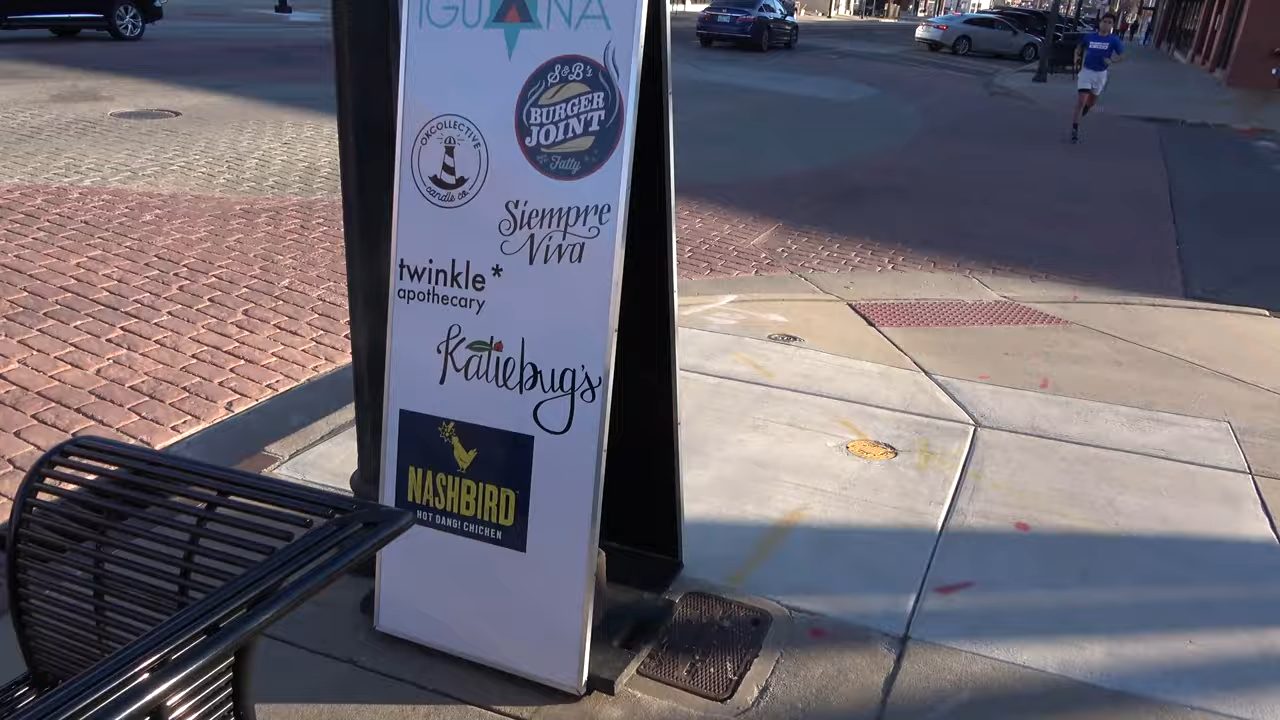 IGUANA
S&B's
BURGER
JOINT
Fatty
OKCOLLECTIVE
candle co.
Siempre
Viva
twinkle*
apothecary
Katiebug's
NASHBIRD
HOT DANG! CHICKEN